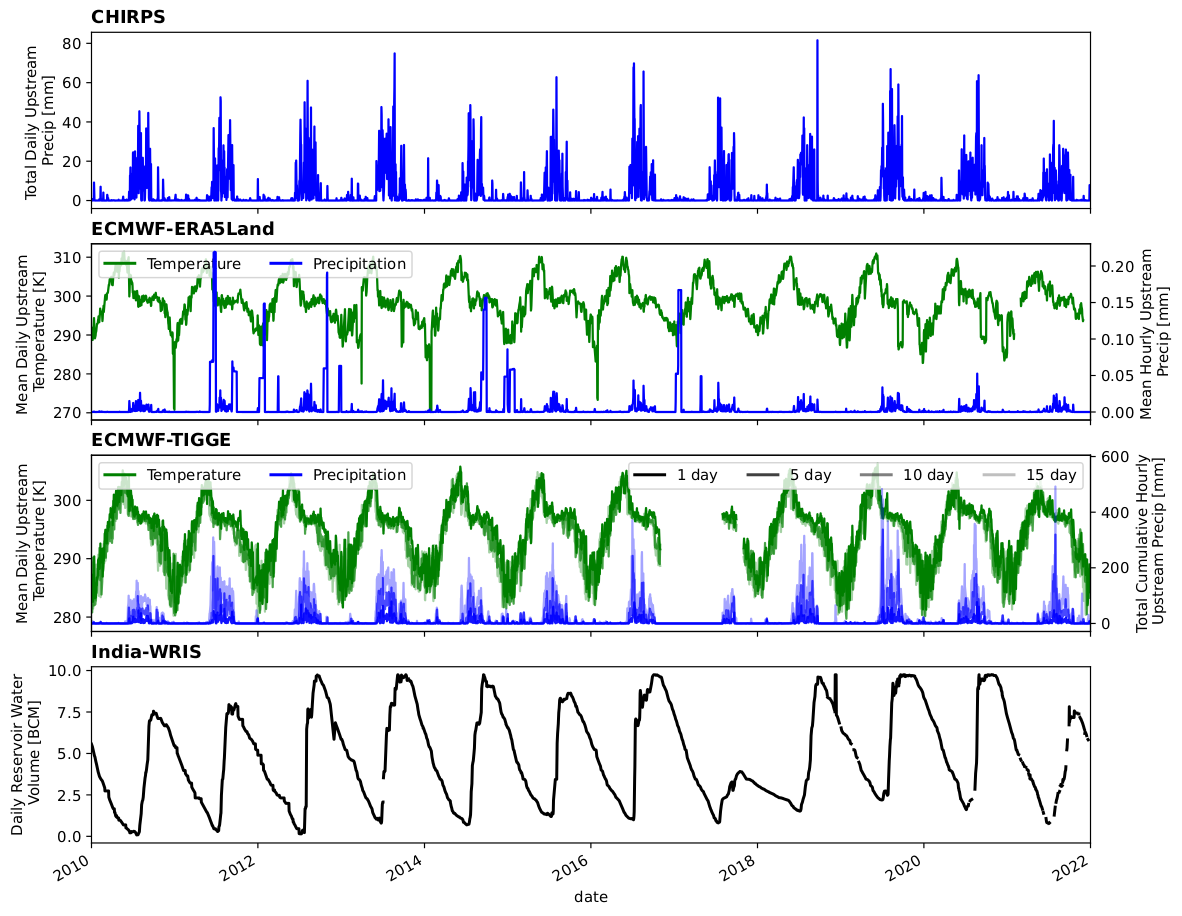 CHIRPS
Total Daily Upstream
Precip [mm]
80
60
40
20
0
ECMWF-ERA5Land
Mean Daily Upstream
Temperature [K]
310
300
290
280
270
Temperature
Precipitation
0.20
0.15
0.10
0.05
0.00
Mean Hourly Upstream
Precip [mm]
ECMWF-TIGGE
Mean Daily Upstream
Temperature [K]
300
290
280
Temperature
Precipitation
1 day
5 day
10 day
15 day
600
400
200
0
Total Cumulative Hourly
Upstream Precip [mm]
India-WRIS
Daily Reservoir Water
Volume [BCM]
10.0
7.5
5.0
2.5
0.0
2010
2012
2014
2016
2018
2020
2022
date